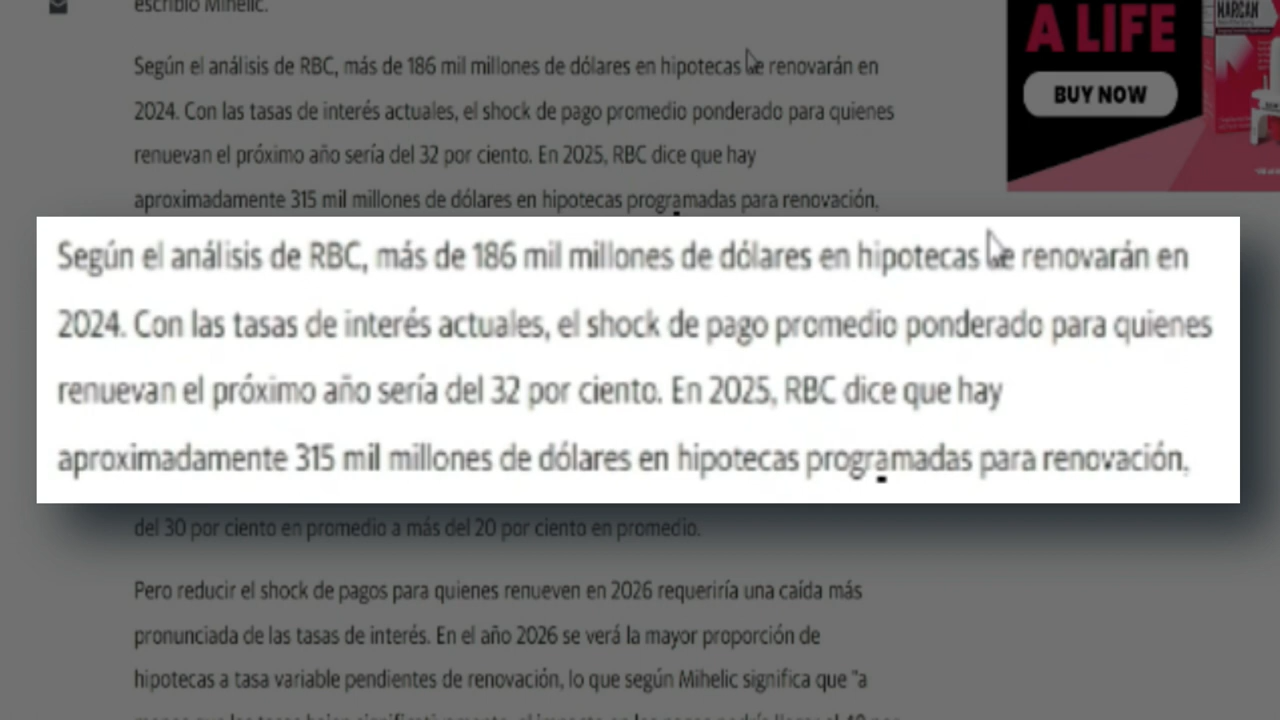 escribió Mihelic.
Según el análisis de RBC, más de 186 mil millones de dólares en hipotecas se renovarán en
2024. Con las tasas de interés actuales, el shock de pago promedio ponderado para quienes
renuevan el próximo año sería del 32 por ciento. En 2025, RBC dice que hay
aproximadamente 315 mil millones de dólares en hipotecas programadas para renovación,
Según el análisis de RBC, más de 186 mil millones de dólares en hipotecas se renovarán en
2024. Con las tasas de interés actuales, el shock de pago promedio ponderado para quienes
renuevan el próximo año sería del 32 por ciento. En 2025, RBC dice que hay
aproximadamente 315 mil millones de dólares en hipotecas programadas para renovación,
del 30 por ciento en promedio a más del 20 por ciento en promedio.
Pero reducir el shock de pagos para quienes renueven en 2026 requeriría una caída más
pronunciada de las tasas de interés. En el año 2026 se verá la mayor proporción de
hipotecas a tasa variable pendientes de renovación, lo que según Mihelic significa que "a
A LIFE
BUY NOW
NARCAN